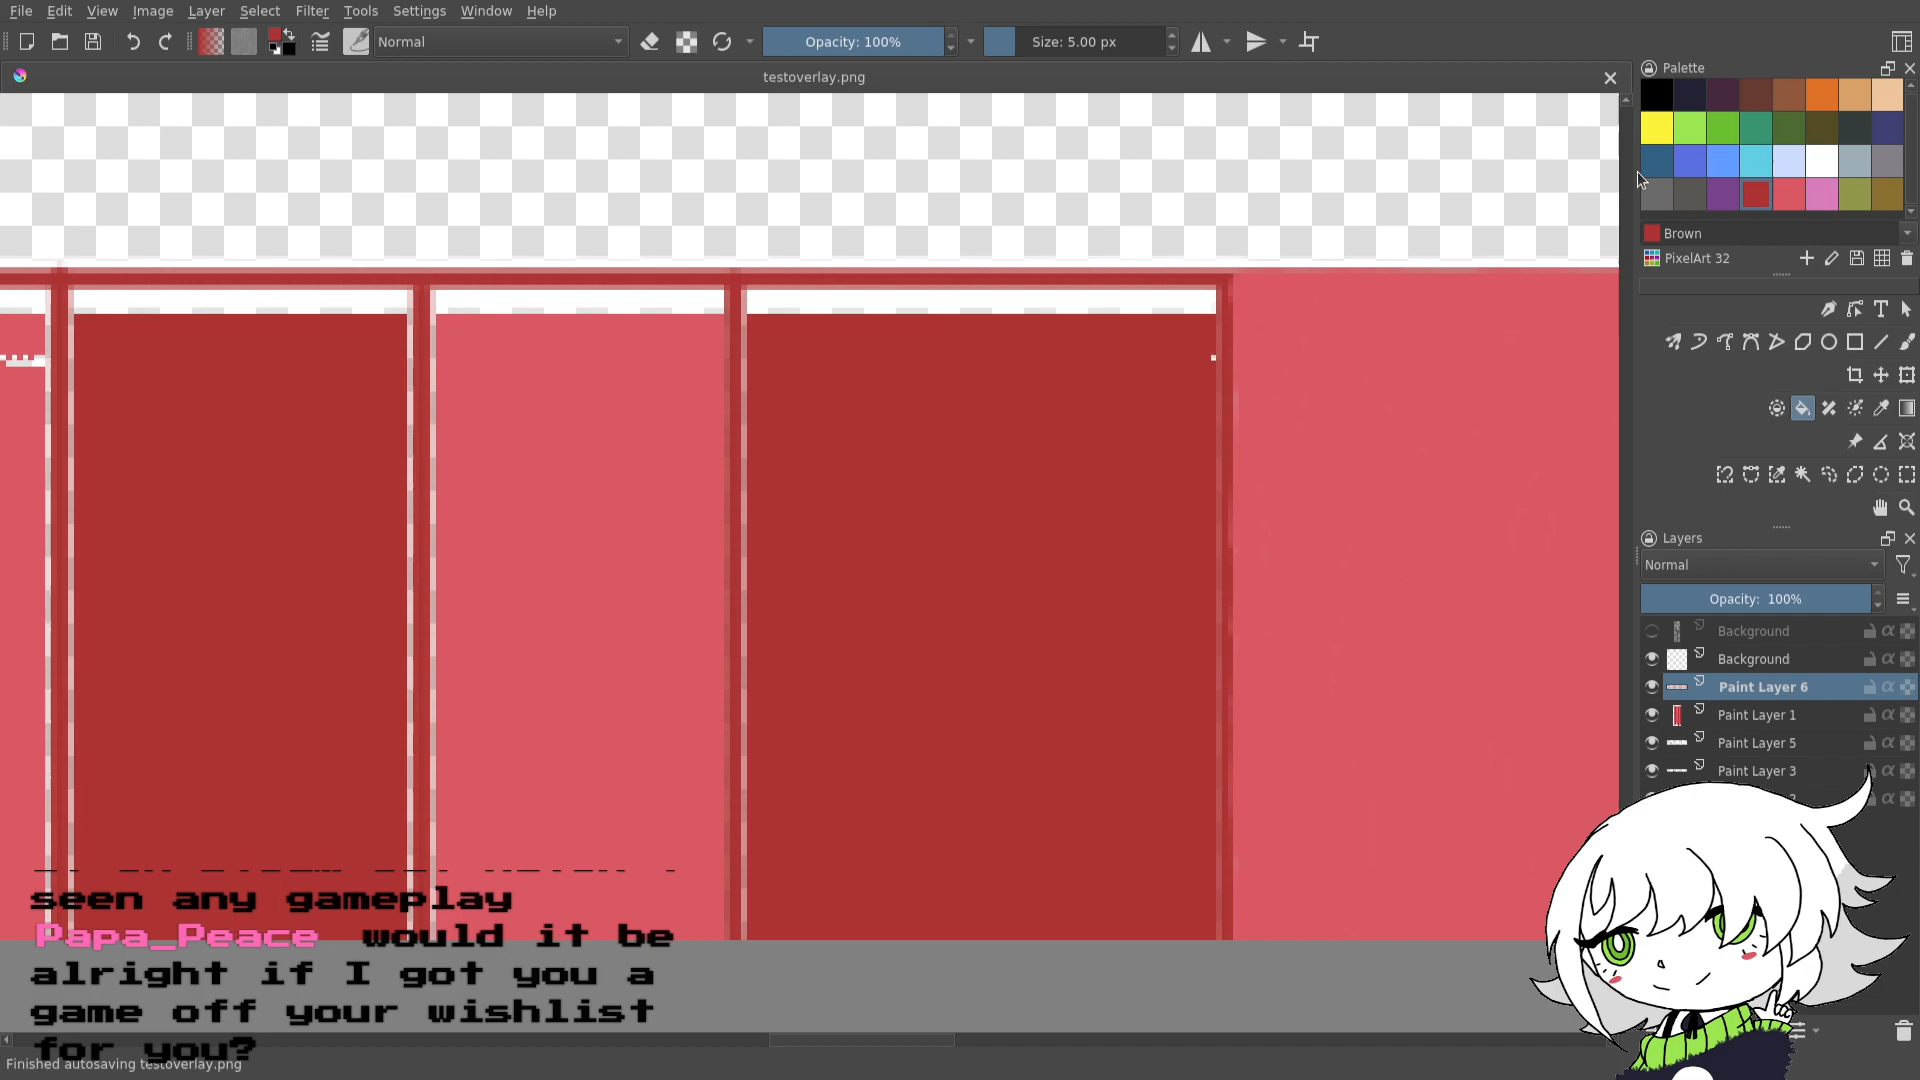 File Edit View Image Layer Select Filter Tools Settings Window Help
Normal
Opacity: 100%
Size: 5.00 px
testoverlay.png
Palette
Brown
PixelArt 32
Layers
Normal
Opacity: 100%
Background
Background
Paint Layer 6
Paint Layer 1
Paint Layer 5
Paint Layer 3
seen any gameplay
Papa_Peace would it be
alright if I got you a
game off your wishlist
for you?
Finished autosaving testoverlay.png